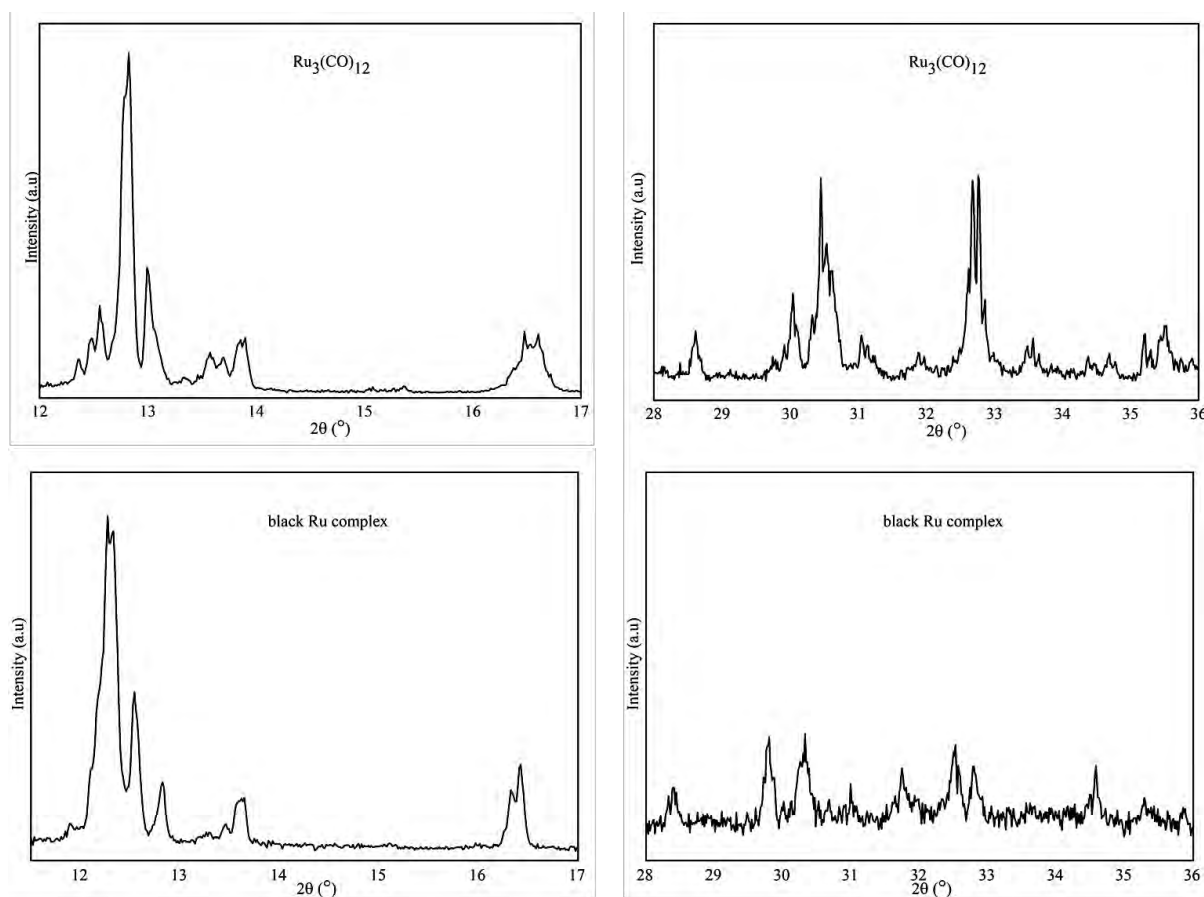 Ru3(CO)12
Intensity (a.u)
12 13 14 15 16 17
2θ (°)
Ru3(CO)12
Intensity (a.u)
28 29 30 31 32 33 34 35 36
2θ (°)
black Ru complex
Intensity (a.u)
12 13 14 15 16 17
2θ (°)
black Ru complex
Intensity (a.u)
28 29 30 31 32 33 34 35 36
2θ (°)